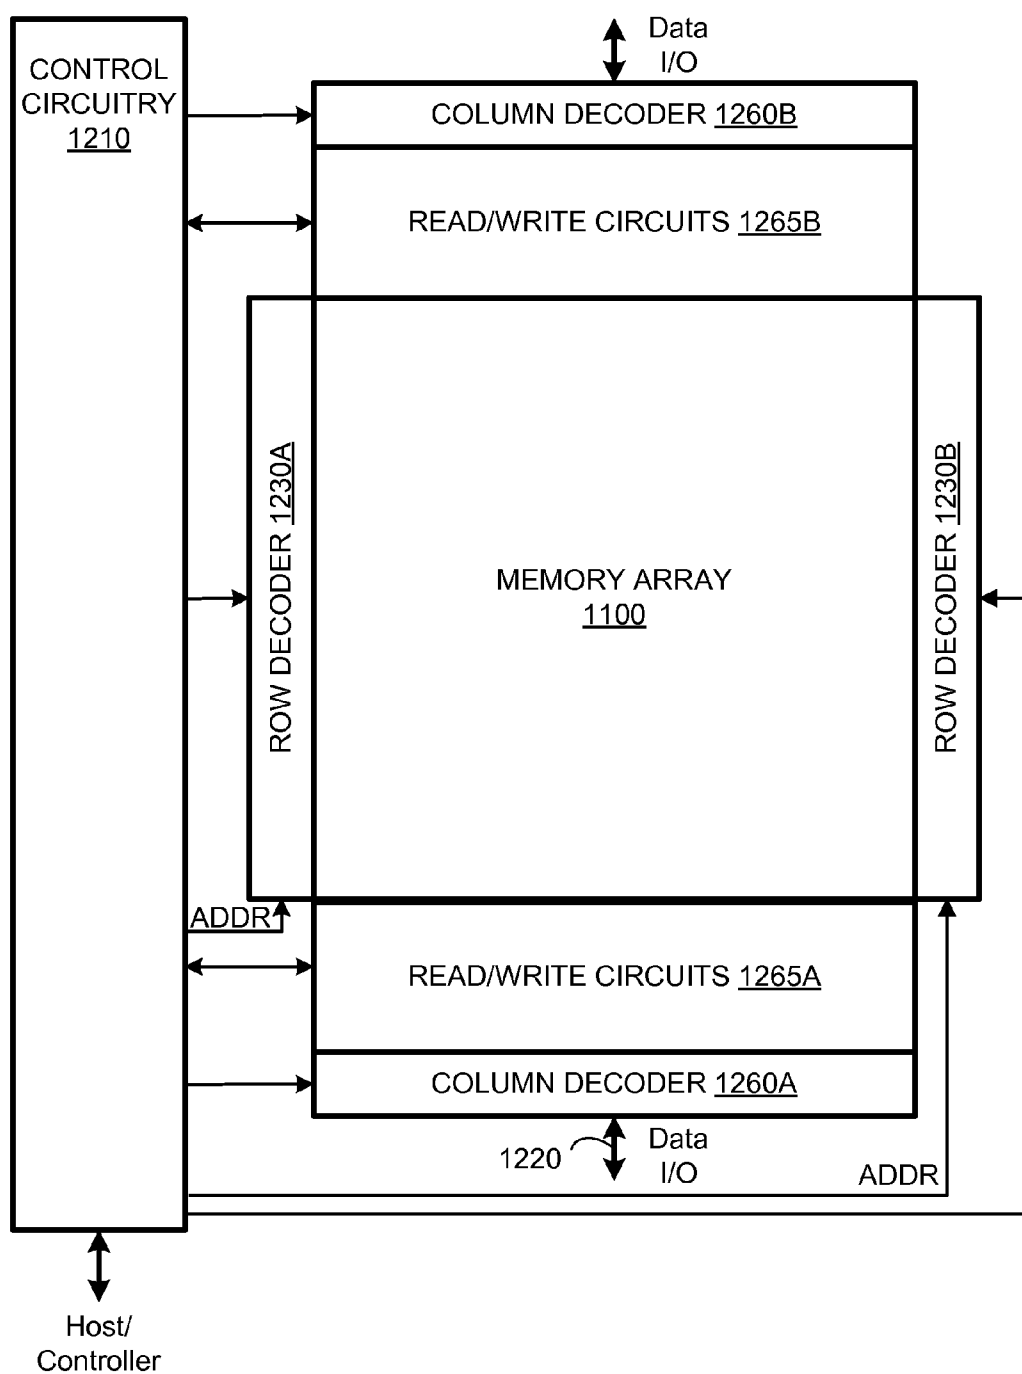 Data
I/O
CONTROL
CIRCUITRY
1210
COLUMN DECODER 1260B
READ/WRITE CIRCUITS 1265B
ROW DECODER 1230A
MEMORY ARRAY
1100
ROW DECODER 1230B
ADDR
READ/WRITE CIRCUITS 1265A
COLUMN DECODER 1260A
1220
Data
I/O
ADDR
Host/
Controller